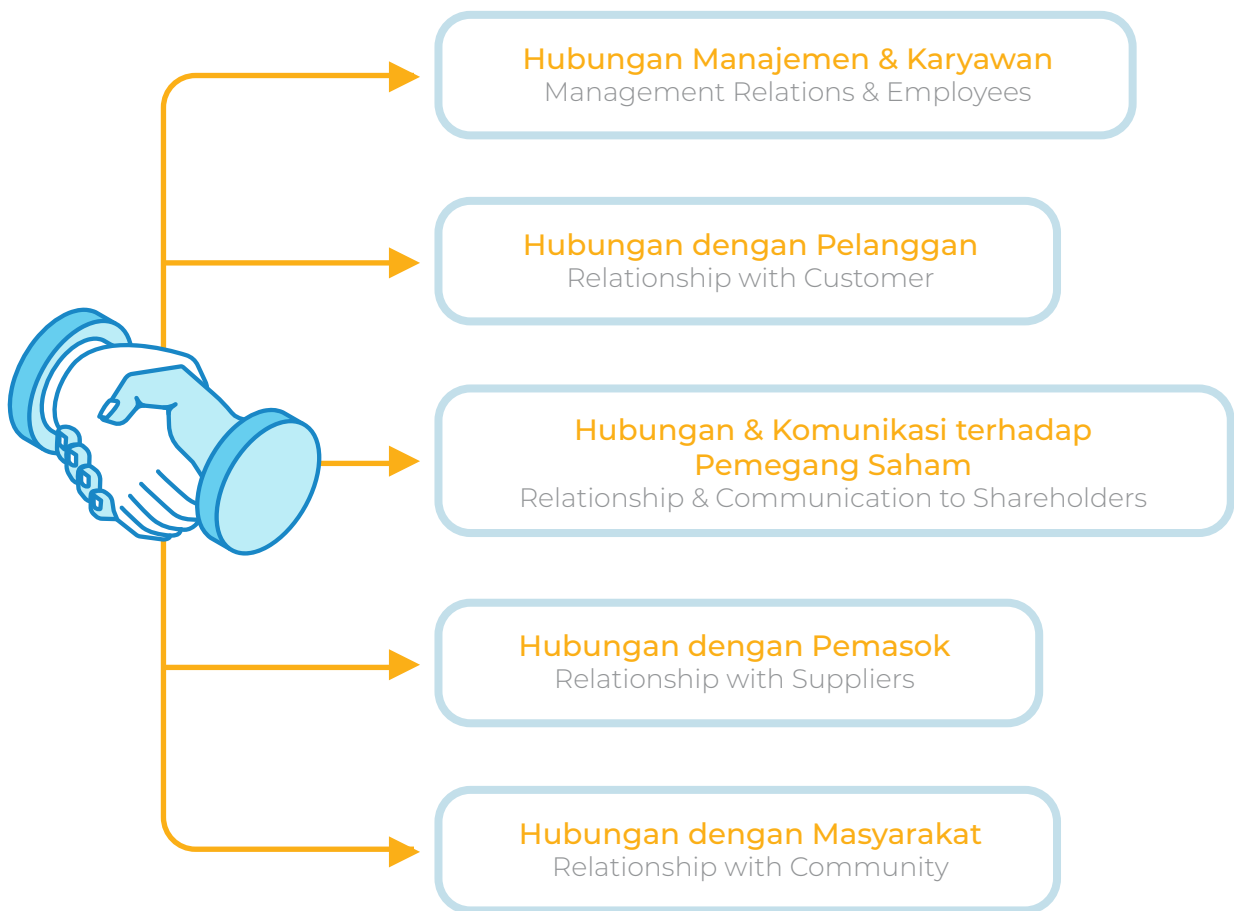 Hubungan Manajemen & Karyawan
Management Relations & Employees
Hubungan dengan Pelanggan
Relationship with Customer
Hubungan & Komunikasi terhadap
Pemegang Saham
Relationship & Communication to Shareholders
Hubungan dengan Pemasok
Relationship with Suppliers
Hubungan dengan Masyarakat
Relationship with Community